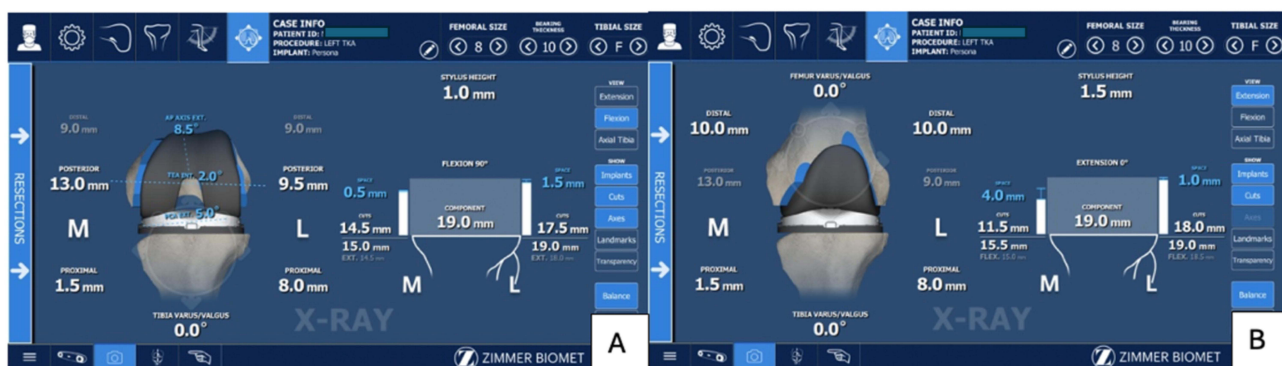 CASE INFO
PATIENT ID:
PROCEDURE: LEFT TKA
IMPLANT: Persona
FEMORAL SIZE
8
BEARING
THICKNESS
10
TIBIAL SIZE
F
RESECTIONS
STYLUS HEIGHT
1.0 mm
DISTAL
9.0 mm
AP AXIS EXT.
8.5°
DISTAL
9.0 mm
POSTERIOR
13.0 mm
TEA EXT. 2.0°
POSTERIOR
9.5 mm
PCA EXT. 5.0°
M
L
PROXIMAL
1.5 mm
PROXIMAL
8.0 mm
TIBIA VARUS/VALGUS
0.0°
X-RAY
FLEXION 90°
SPACE
0.5 mm
SPACE
1.5 mm
COMPONENT
19.0 mm
CUTS
14.5 mm
CUTS
17.5 mm
15.0 mm
EXT. 14.5 mm
19.0 mm
EXT. 18.0 mm
M
L
VIEW
Extension
Flexion
Axial Tibia
SHOW
Implants
Cuts
Axes
Landmarks
Transparency
Balance
ZIMMER BIOMET
A
CASE INFO
PATIENT ID:
PROCEDURE: LEFT TKA
IMPLANT: Persona
FEMORAL SIZE
8
BEARING
THICKNESS
10
TIBIAL SIZE
F
RESECTIONS
FEMUR VARUS/VALGUS
0.0°
STYLUS HEIGHT
1.5 mm
DISTAL
10.0 mm
DISTAL
10.0 mm
POSTERIOR
13.0 mm
POSTERIOR
9.0 mm
M
L
PROXIMAL
1.5 mm
PROXIMAL
8.0 mm
TIBIA VARUS/VALGUS
0.0°
X-RAY
EXTENSION 0°
SPACE
4.0 mm
SPACE
1.0 mm
COMPONENT
19.0 mm
CUTS
11.5 mm
CUTS
18.0 mm
15.5 mm
FLEX. 15.0 mm
19.0 mm
FLEX. 18.5 mm
M
L
VIEW
Extension
Flexion
Axial Tibia
SHOW
Implants
Cuts
Axes
Landmarks
Transparency
Balance
ZIMMER BIOMET
B